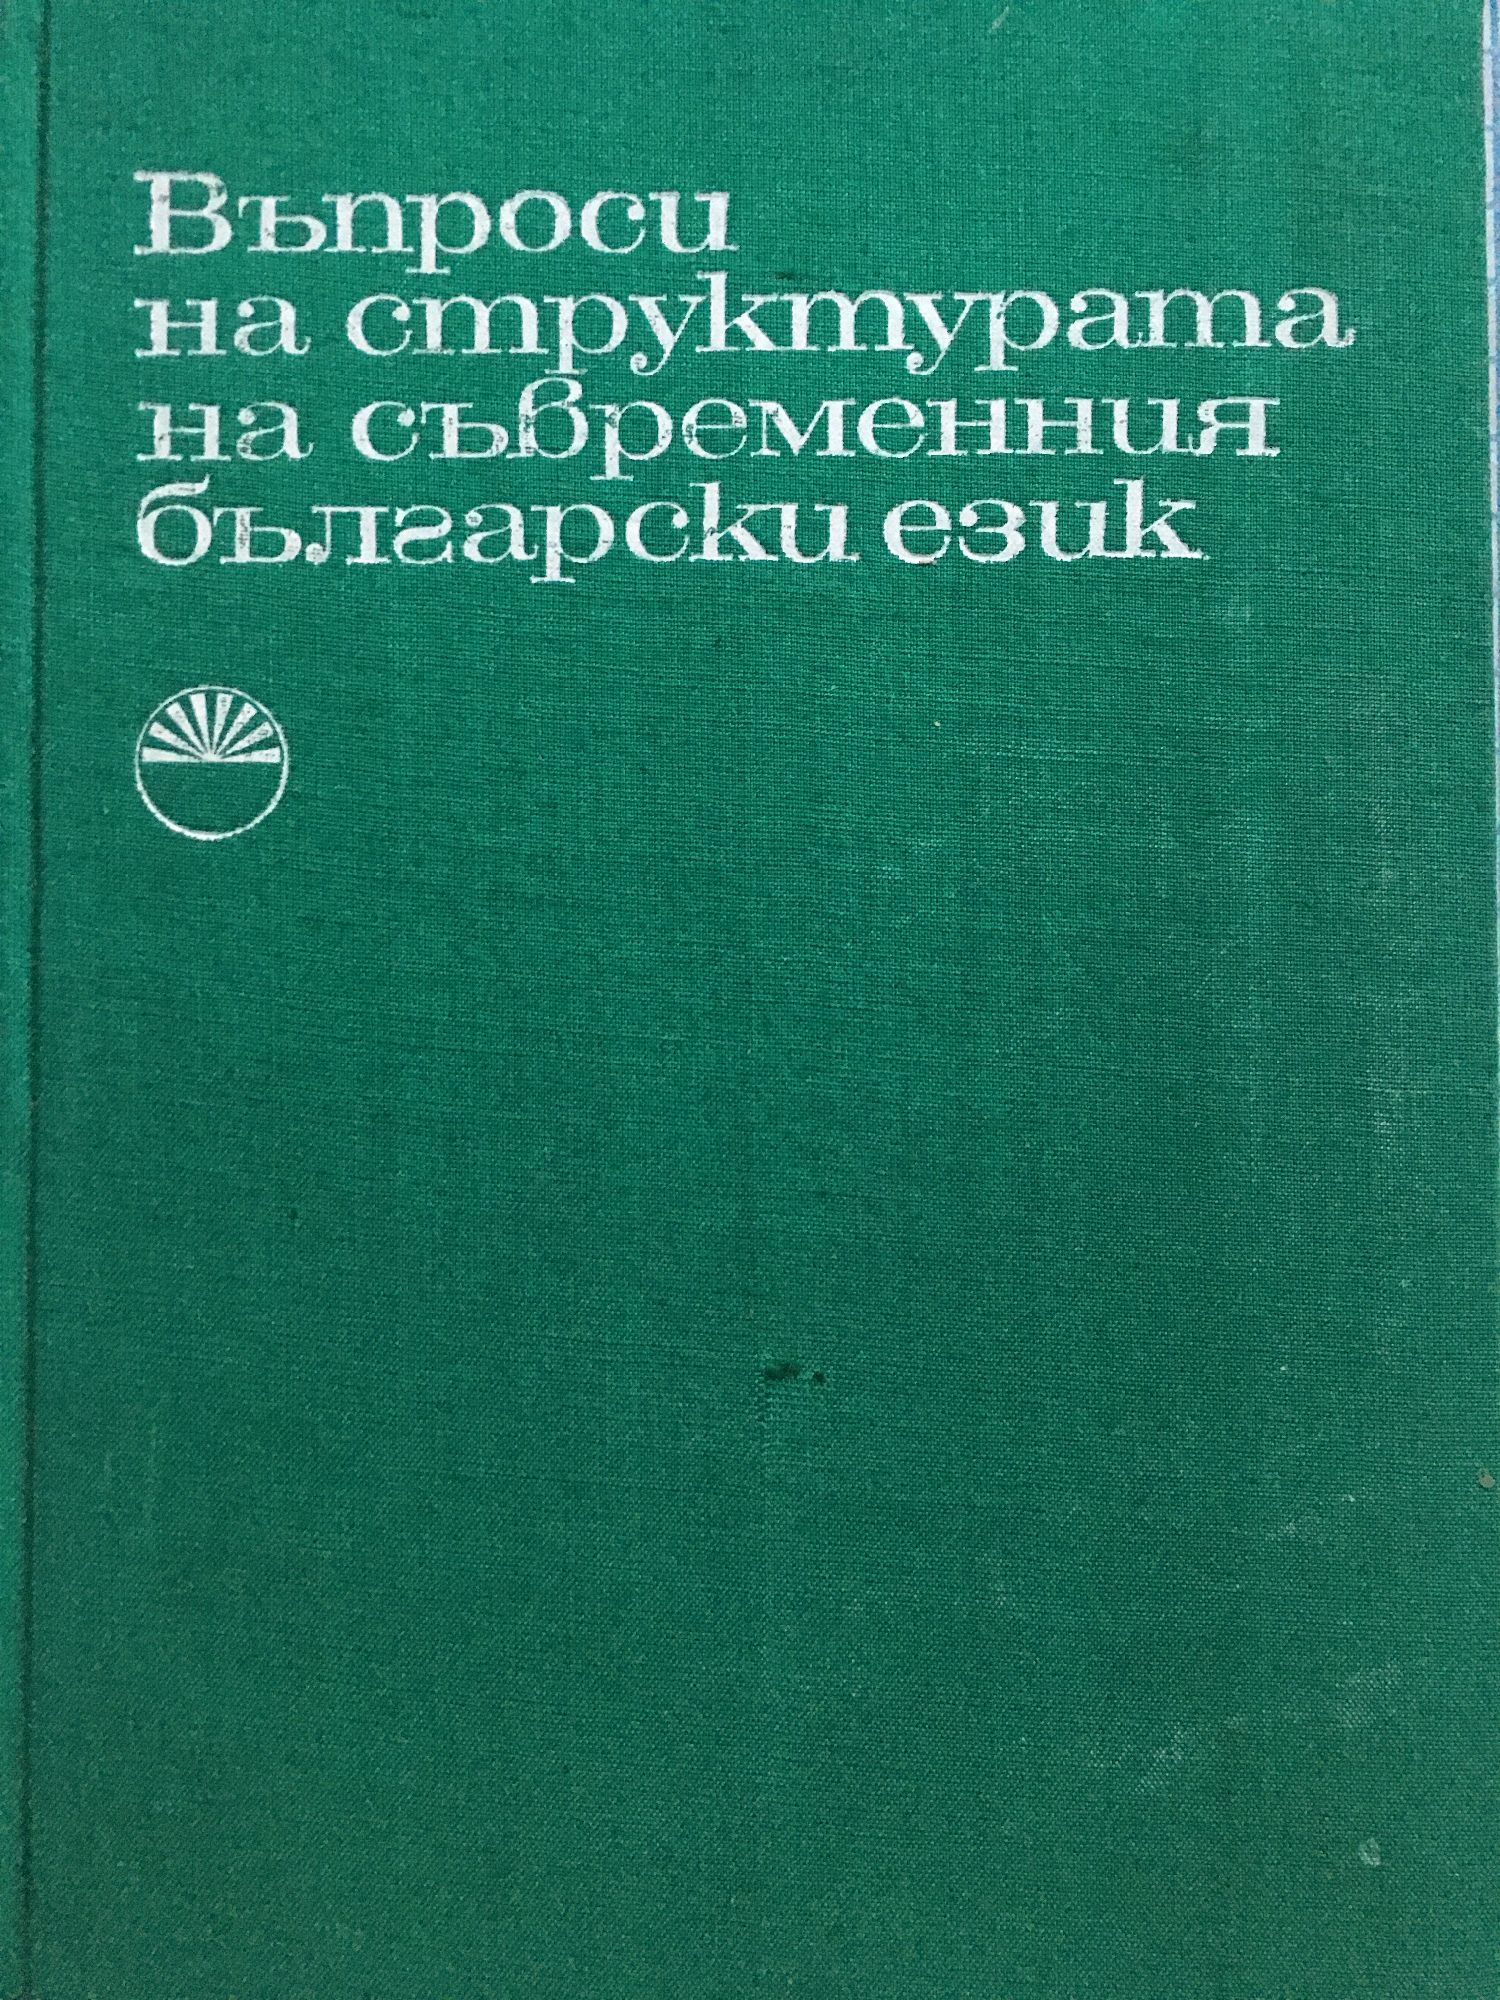 Въпроси
на структурата
на съвременния
български език